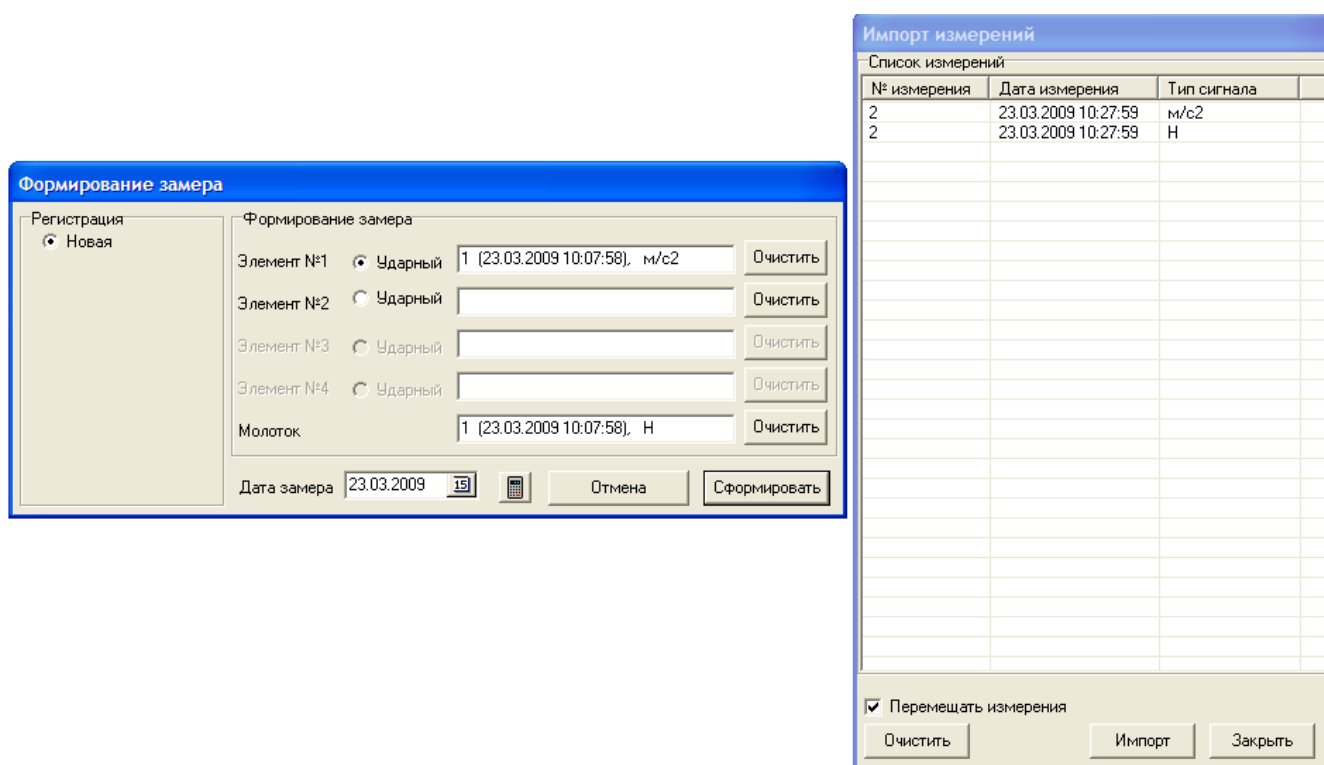 Формирование замера
Регистрация
Новая
Формирование замера
Элемент №1 Ударный 1 (23.03.2009 10:07:58), м/с2 Очистить
Элемент №2 Ударный Очистить
Элемент №3 Ударный Очистить
Элемент №4 Ударный Очистить
Молоток 1 (23.03.2009 10:07:58), Н Очистить
Дата замера 23.03.2009 15 Отмена Сформировать
Импорт измерений
Список измерений
№ измерения Дата измерения Тип сигнала
2 23.03.2009 10:27:59 м/с2
2 23.03.2009 10:27:59 Н
Перемещать измерения
Очистить Импорт Закрыть